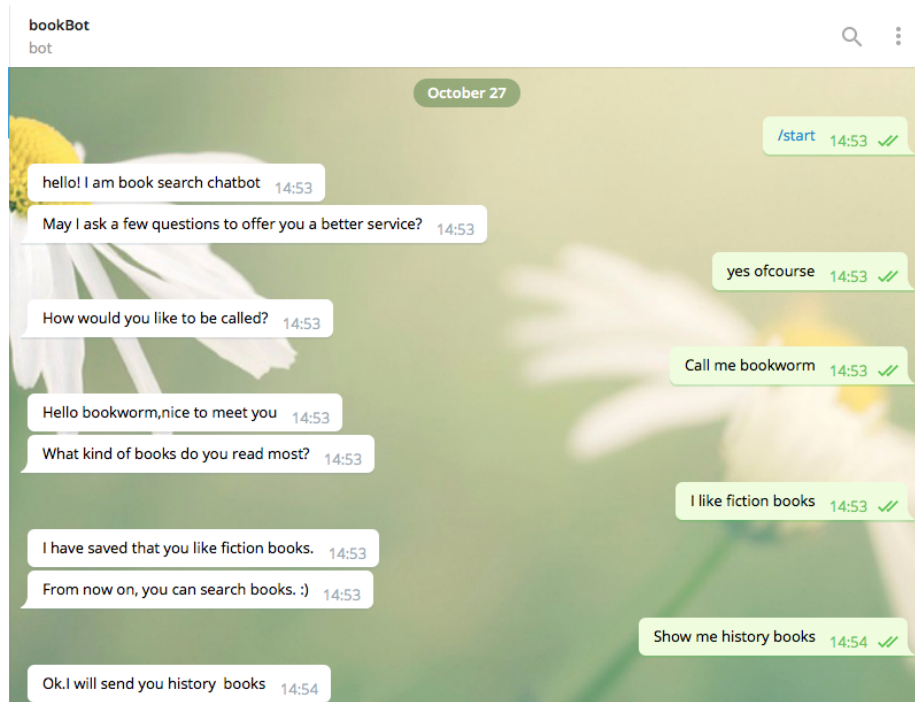 bookBot
bot
October 27
/start 14:53
hello! I am book search chatbot 14:53
May I ask a few questions to offer you a better service? 14:53
yes ofcourse 14:53
How would you like to be called? 14:53
Call me bookworm 14:53
Hello bookworm,nice to meet you 14:53
What kind of books do you read most? 14:53
I like fiction books 14:53
I have saved that you like fiction books. 14:53
From now on, you can search books. :) 14:53
Show me history books 14:54
Ok.I will send you history  books 14:54